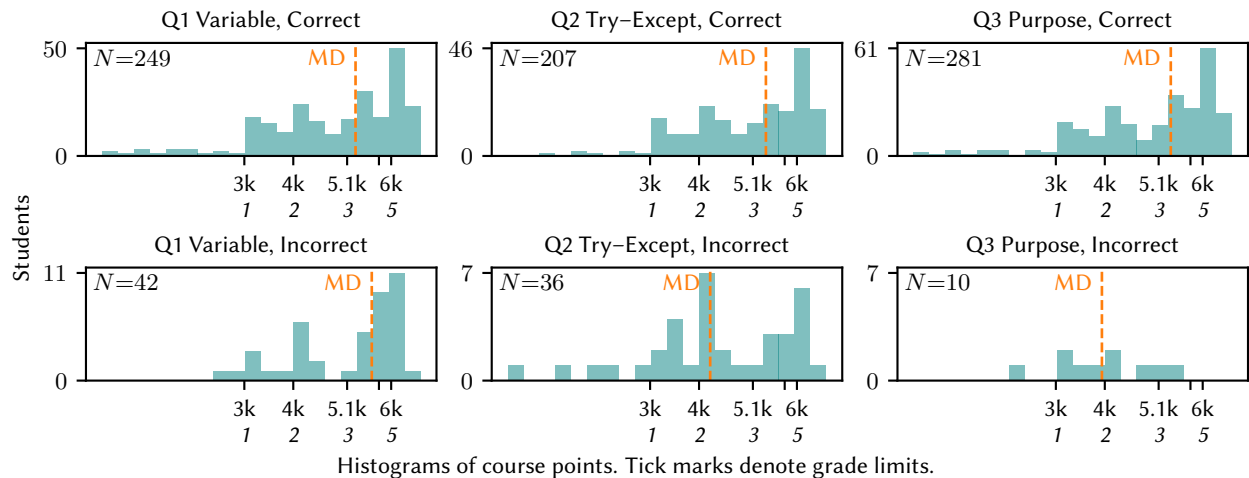 Q1 Variable, Correct
Q2 Try–Except, Correct
Q3 Purpose, Correct
50
N=249
MD
0
3k 4k 5.1k 6k
1 2 3 5
46
N=207
MD
0
3k 4k 5.1k 6k
1 2 3 5
61
N=281
MD
0
3k 4k 5.1k 6k
1 2 3 5
Students
Q1 Variable, Incorrect
Q2 Try–Except, Incorrect
Q3 Purpose, Incorrect
11
N=42
MD
0
3k 4k 5.1k 6k
1 2 3 5
7
N=36
MD
0
3k 4k 5.1k 6k
1 2 3 5
7
N=10
MD
0
3k 4k 5.1k 6k
1 2 3 5
Histograms of course points. Tick marks denote grade limits.